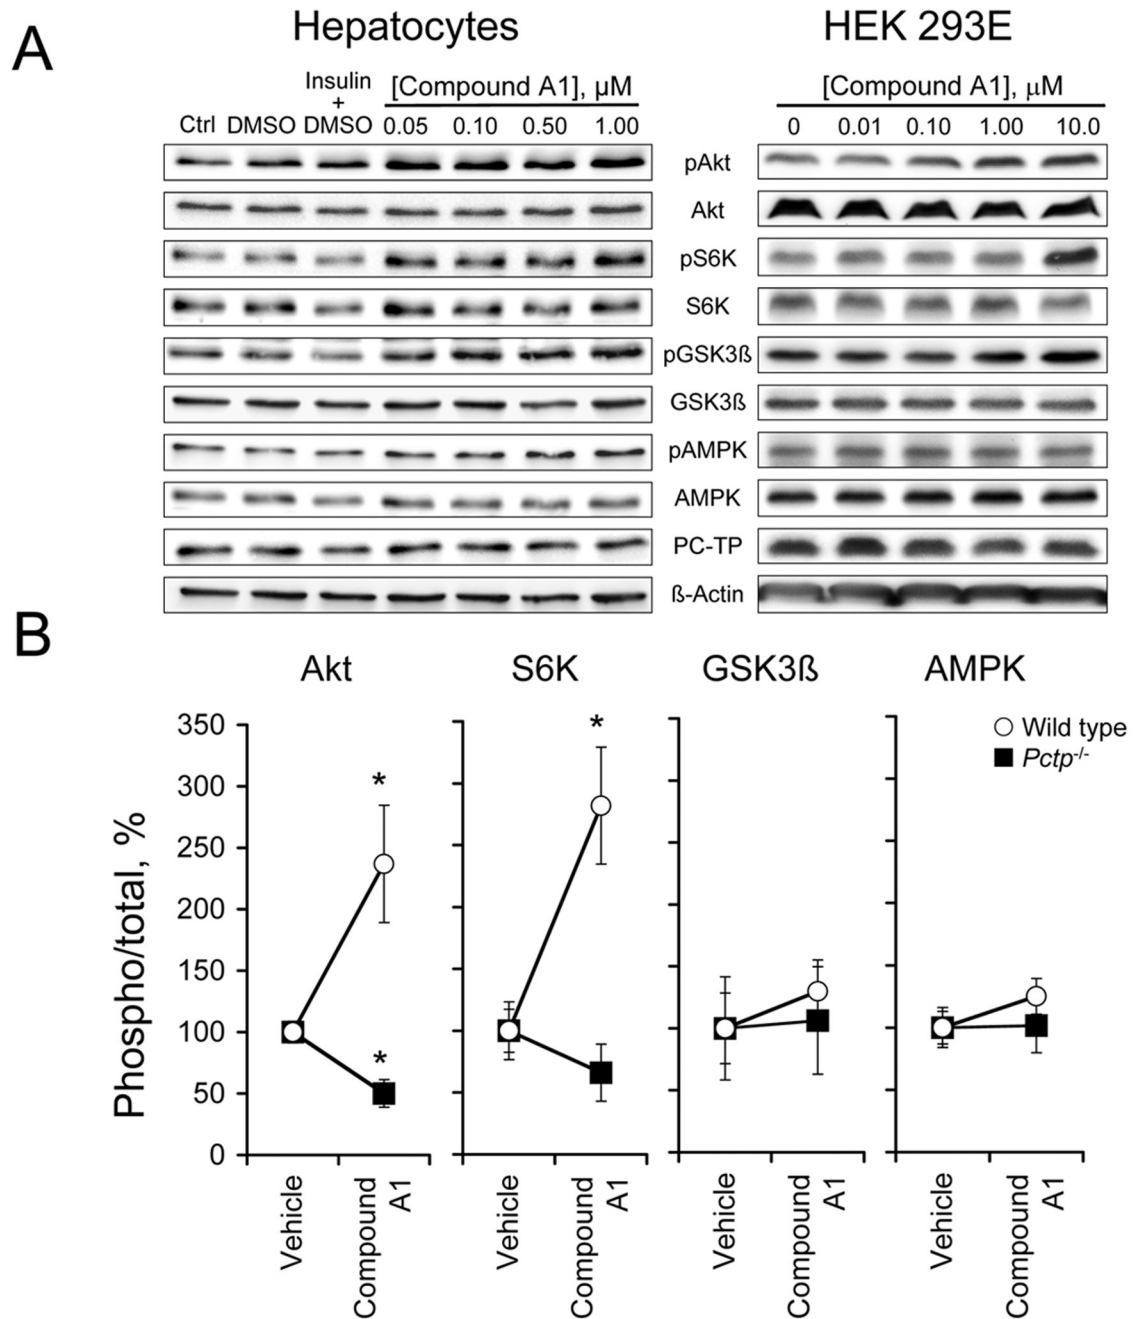 A
Hepatocytes
HEK 293E
Insulin
+
[Compound A1], µM
[Compound A1], µM
Ctrl DMSO DMSO 0.05 0.10 0.50 1.00
0 0.01 0.10 1.00 10.0
pAkt
Akt
pS6K
S6K
pGSK3ß
GSK3ß
pAMPK
AMPK
PC-TP
ß-Actin
B
Akt S6K GSK3ß AMPK
Phospho/total, %
350
300
250
200
150
100
50
0
* *
*
Wild type
Pctp-/-
Vehicle
Compound
A1
Vehicle
Compound
A1
Vehicle
Compound
A1
Vehicle
Compound
A1